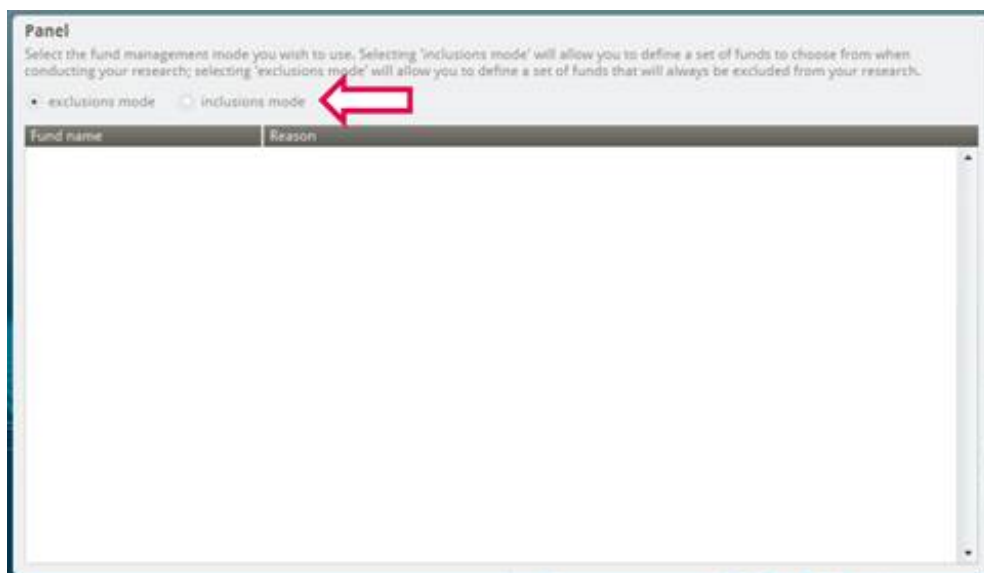 Panel
Select the fund management mode you wish to use. Selecting 'inclusions mode' will allow you to define a set of funds to choose from when
conducting your research; selecting 'exclusions mode' will allow you to define a set of funds that will always be excluded from your research.
exclusions mode inclusions mode
Fund name Reason